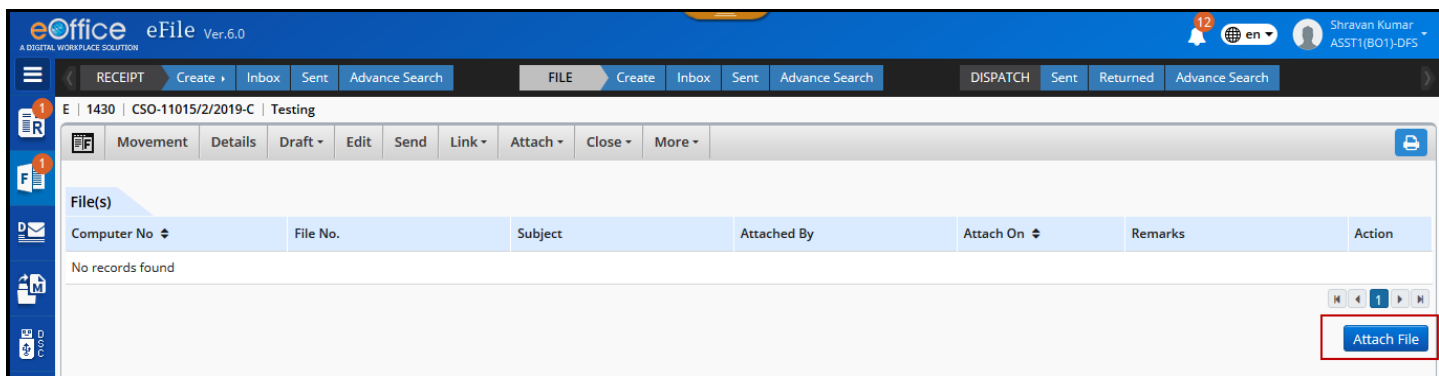 eOffice eFile Ver.6.0
A DIGITAL WORKPLACE SOLUTION
12
en
Shravan Kumar
ASST1(BO1)-DFS
RECEIPT Create Inbox Sent Advance Search FILE Create Inbox Sent Advance Search DISPATCH Sent Returned Advance Search
1
R
E | 1430 | CSO-11015/2/2019-C | Testing
F Movement Details Draft Edit Send Link Attach Close More
1
F
File(s)
D
Computer No File No. Subject Attached By Attach On Remarks Action
No records found
M
1
DSC
Attach File